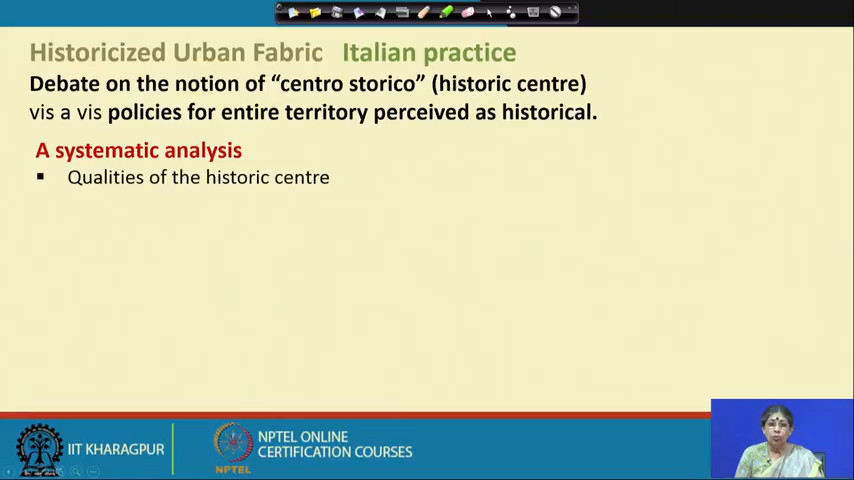 Historicized Urban Fabric Italian practice
Debate on the notion of “centro storico” (historic centre)
vis a vis policies for entire territory perceived as historical.
A systematic analysis
▪ Qualities of the historic centre
IIT KHARAGPUR
NPTEL
NPTEL ONLINE
CERTIFICATION COURSES